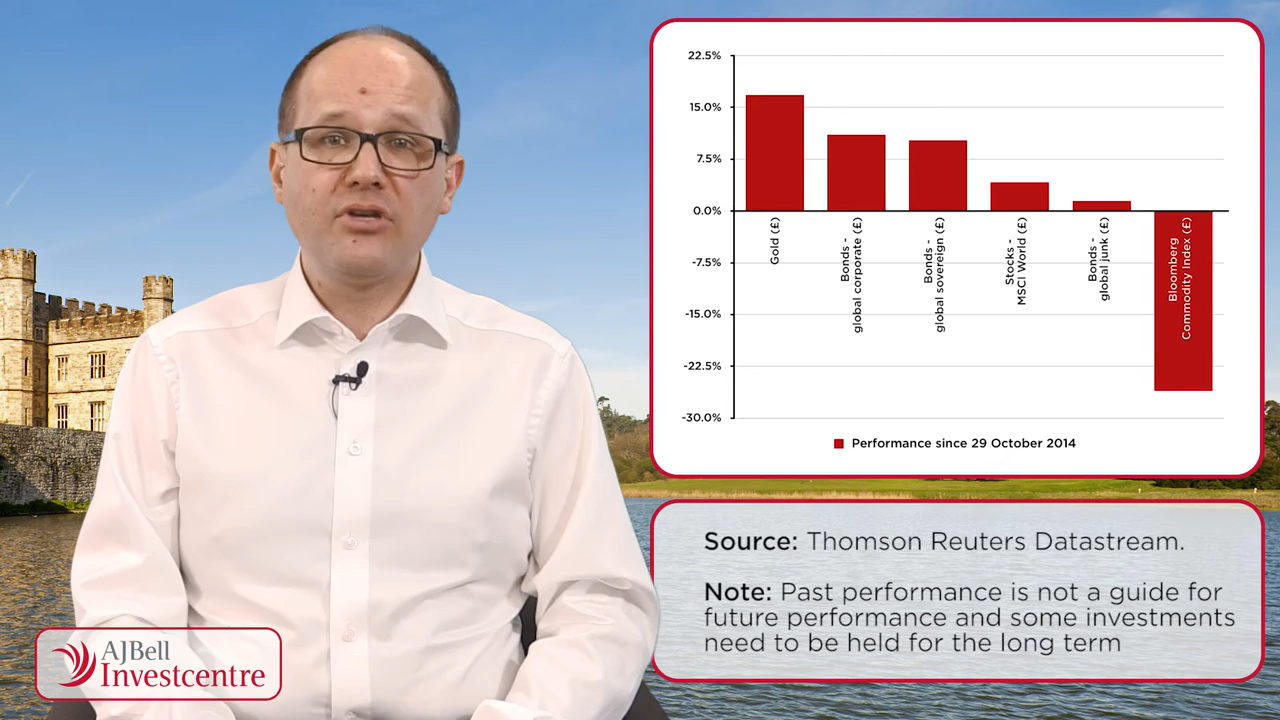 22.5%
15.0%
7.5%
0.0%
-7.5%
-15.0%
-22.5%
-30.0%
Gold (£)
Bonds -
global corporate (£)
Bonds -
global sovereign (£)
Stocks -
MSCI World (£)
Bonds -
global junk (£)
Bloomberg
Commodity Index (£)
Performance since 29 October 2014
Source: Thomson Reuters Datastream.
Note: Past performance is not a guide for
future performance and some investments
need to be held for the long term
AJBell
Investcentre